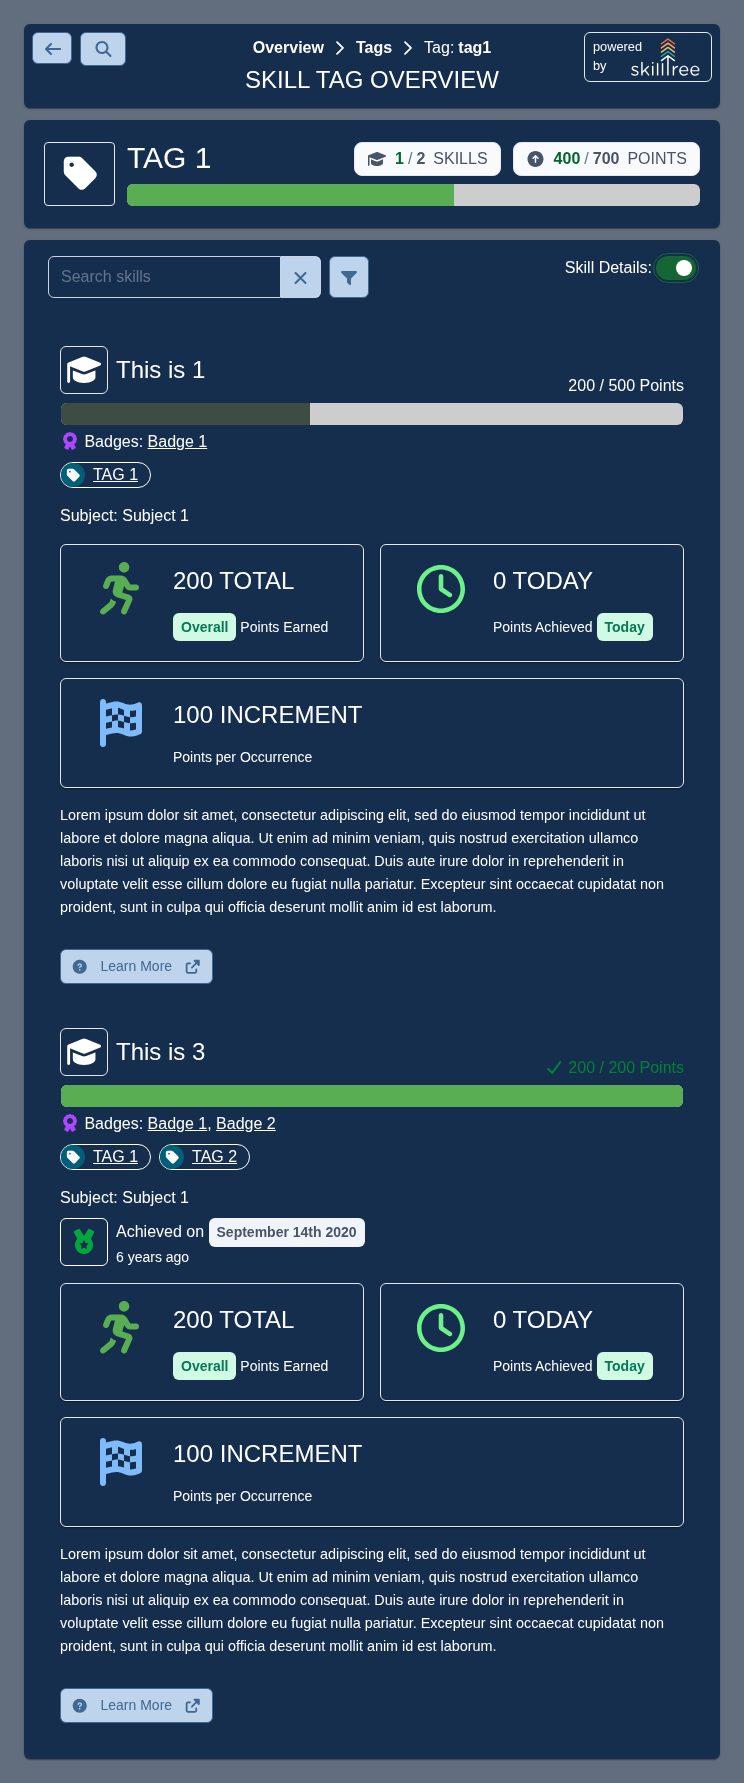 Overview > Tags > Tag: tag1
SKILL TAG OVERVIEW
powered
by skilltree
TAG 1
1 / 2 SKILLS
400 / 700 POINTS
Search skills
Skill Details:
This is 1
200 / 500 Points
Badges: Badge 1
TAG 1
Subject: Subject 1
200 TOTAL
Overall Points Earned
0 TODAY
Points Achieved Today
100 INCREMENT
Points per Occurrence
Lorem ipsum dolor sit amet, consectetur adipiscing elit, sed do eiusmod tempor incididunt ut
labore et dolore magna aliqua. Ut enim ad minim veniam, quis nostrud exercitation ullamco
laboris nisi ut aliquip ex ea commodo consequat. Duis aute irure dolor in reprehenderit in
voluptate velit esse cillum dolore eu fugiat nulla pariatur. Excepteur sint occaecat cupidatat non
proident, sunt in culpa qui officia deserunt mollit anim id est laborum.
Learn More
This is 3
200 / 200 Points
Badges: Badge 1, Badge 2
TAG 1 TAG 2
Subject: Subject 1
Achieved on September 14th 2020
6 years ago
200 TOTAL
Overall Points Earned
0 TODAY
Points Achieved Today
100 INCREMENT
Points per Occurrence
Lorem ipsum dolor sit amet, consectetur adipiscing elit, sed do eiusmod tempor incididunt ut
labore et dolore magna aliqua. Ut enim ad minim veniam, quis nostrud exercitation ullamco
laboris nisi ut aliquip ex ea commodo consequat. Duis aute irure dolor in reprehenderit in
voluptate velit esse cillum dolore eu fugiat nulla pariatur. Excepteur sint occaecat cupidatat non
proident, sunt in culpa qui officia deserunt mollit anim id est laborum.
Learn More